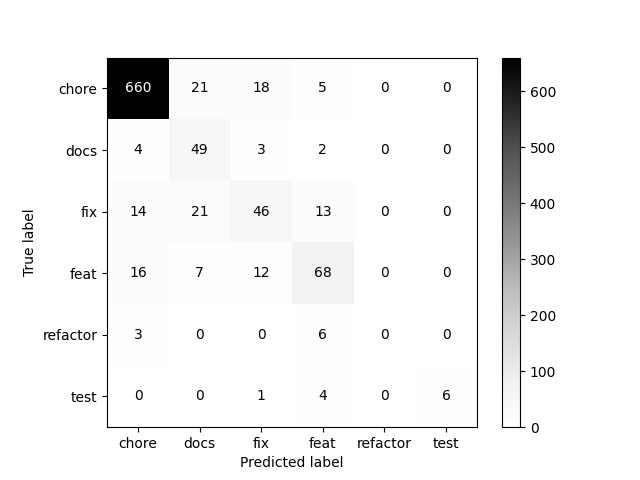 chore 660 21 18 5 0 0
docs 4 49 3 2 0 0
fix 14 21 46 13 0 0
feat 16 7 12 68 0 0
refactor 3 0 0 6 0 0
test 0 0 1 4 0 6
chore docs fix feat refactor test
Predicted label
True label
600
500
400
300
200
100
0